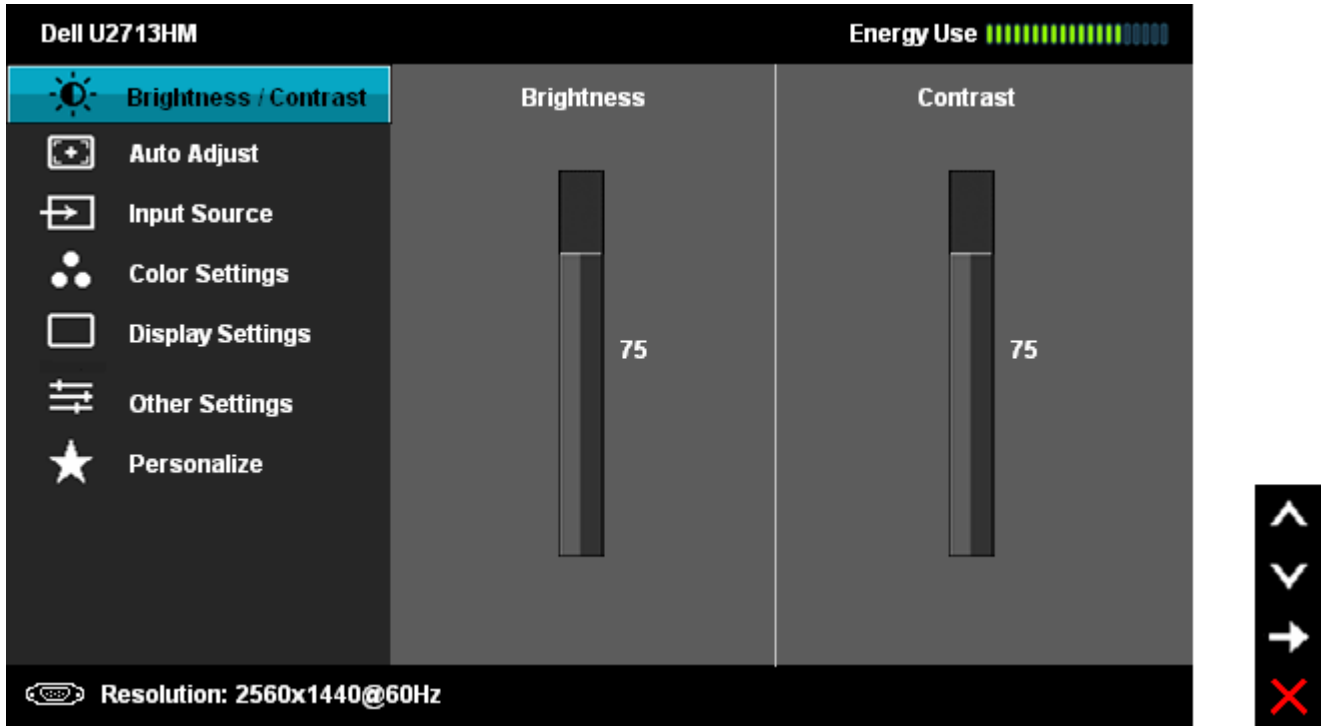 Dell U2713HM
Energy Use
Brightness / Contrast
Auto Adjust
Input Source
Color Settings
Display Settings
Other Settings
Personalize
Brightness
75
Contrast
75
Resolution: 2560x1440@60Hz